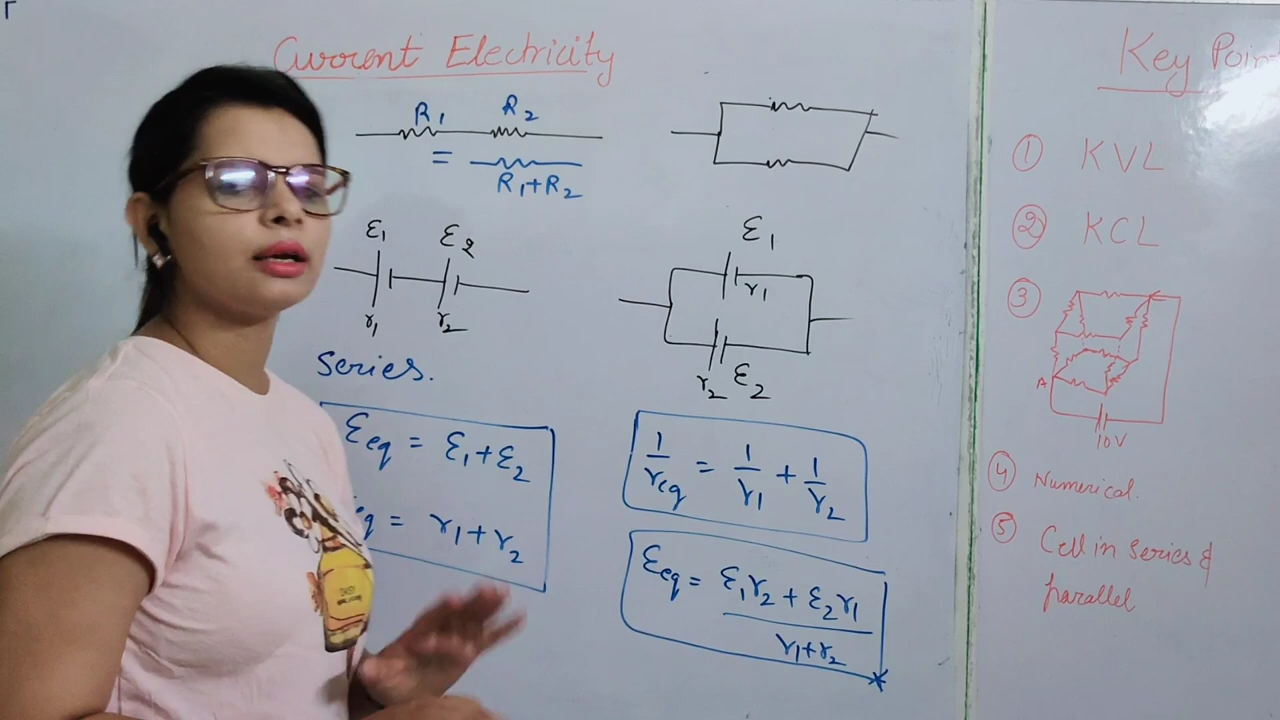 Current Electricity
R1 R2
=
R1+R2
ε1 ε2
r1 r2
Series.
εeq = ε1+ε2
eq = r1+r2
ε1
r1
r2 ε2
1/req = 1/r1 + 1/r2
εeq = ε1r2 + ε2r1
r1+r2
Key Poin
① KVL
② KCL
③
A
10V
④ Numerical.
⑤ Cell in series &
parallel